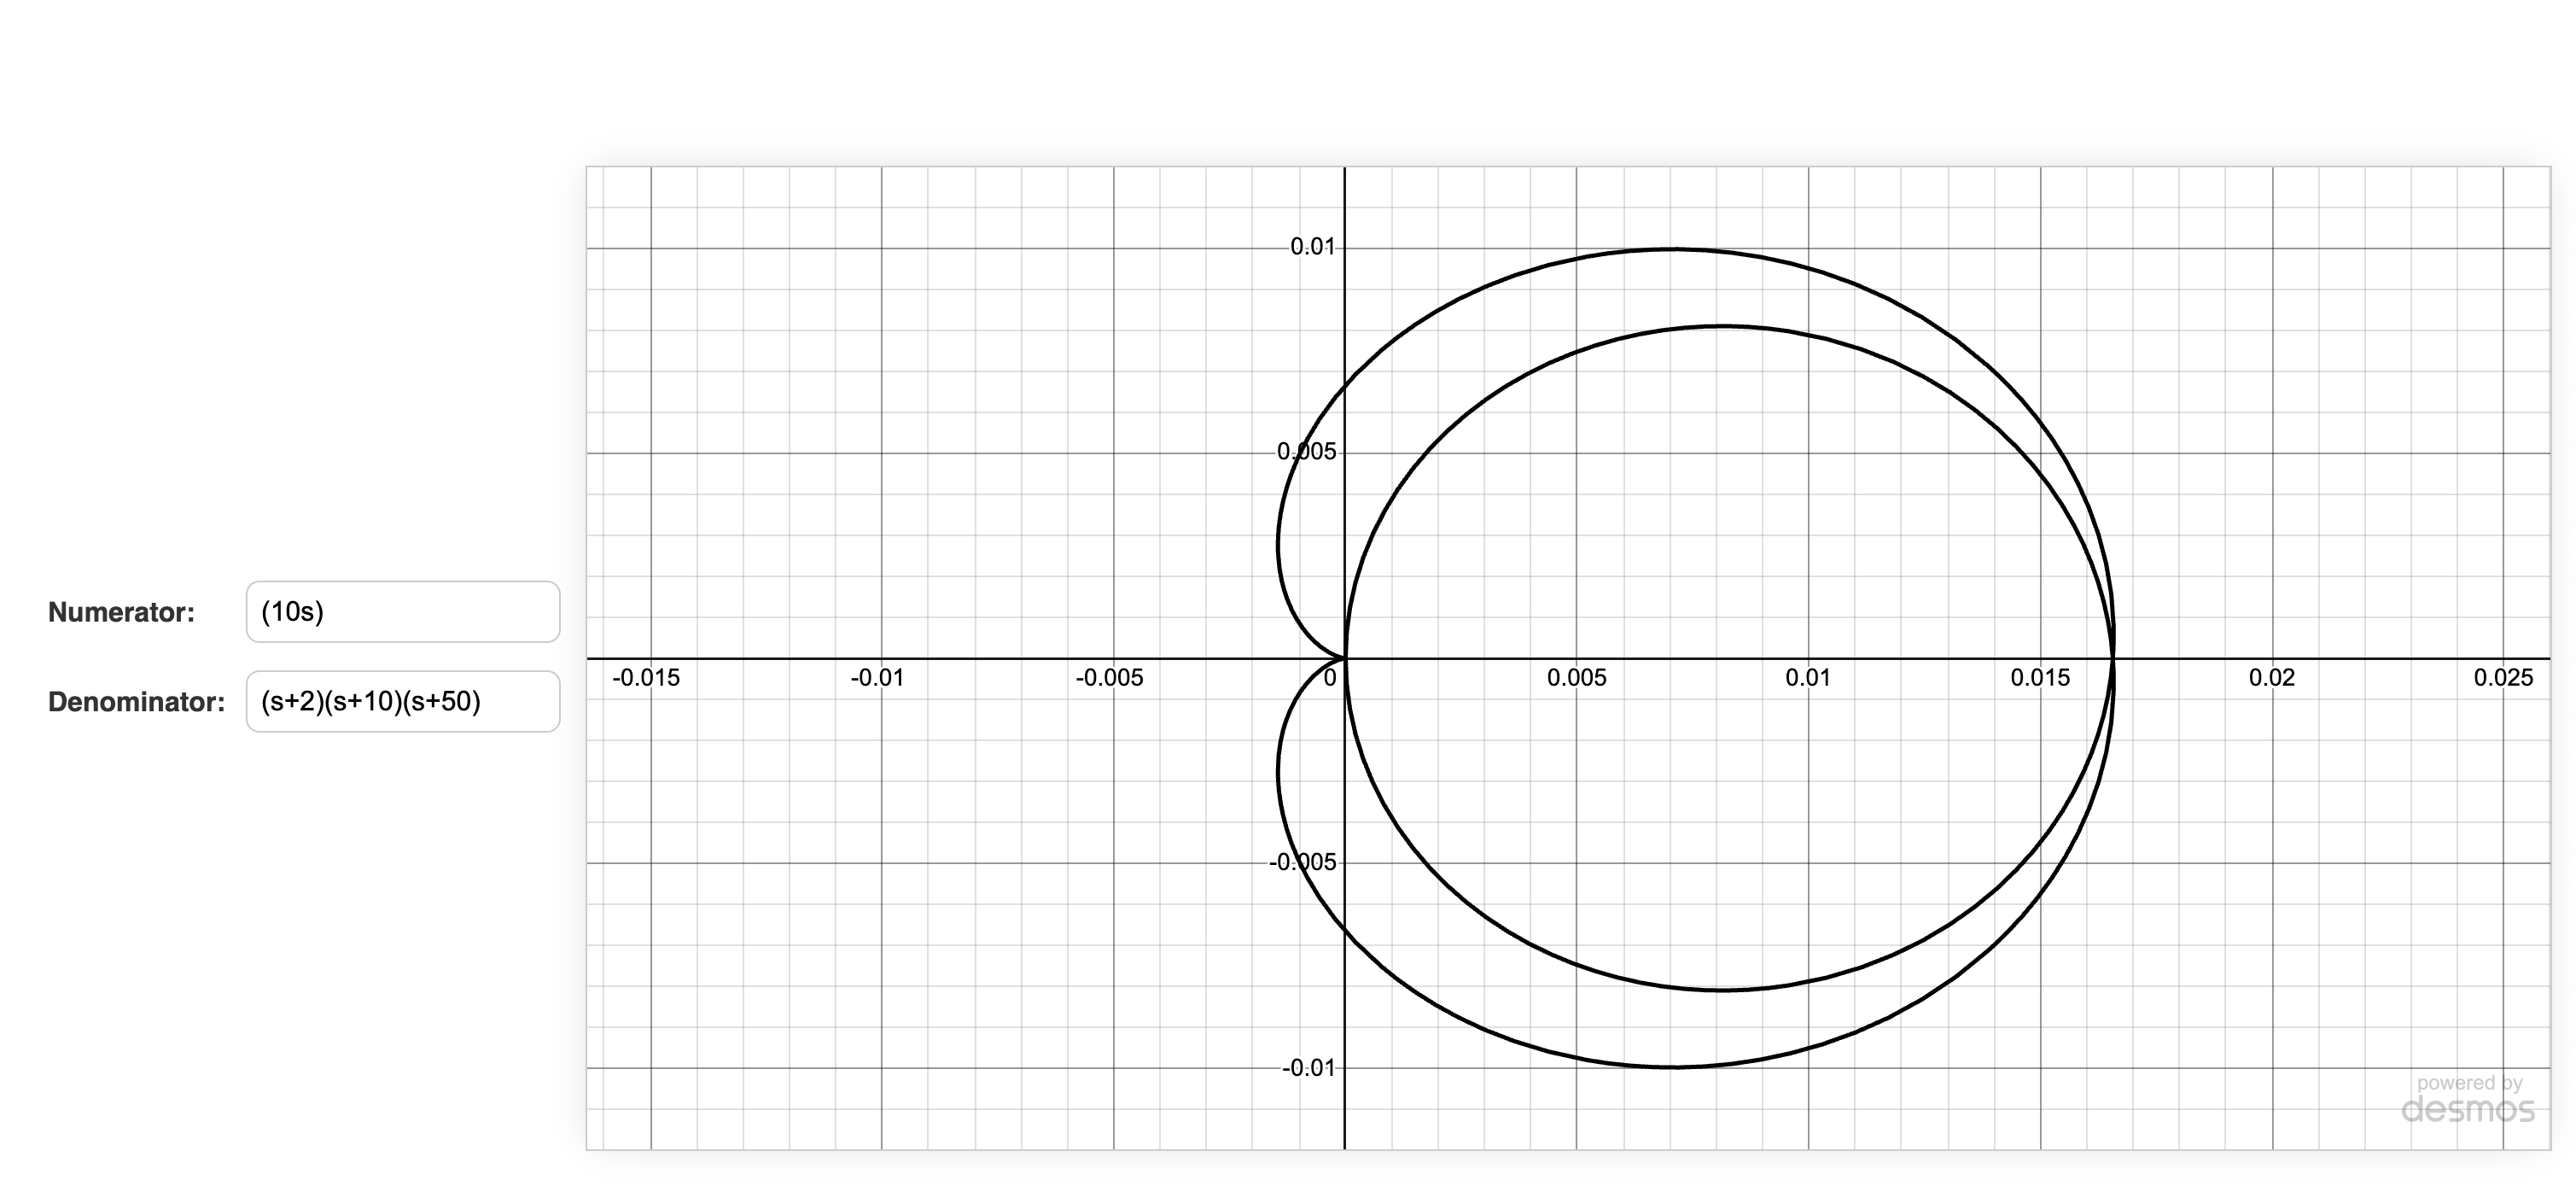 Numerator: (10s)
Denominator: (s+2)(s+10)(s+50)
0.01
0.005
-0.015 -0.01 -0.005 0 0.005 0.01 0.015 0.02 0.025
-0.005
-0.01
powered by
desmos